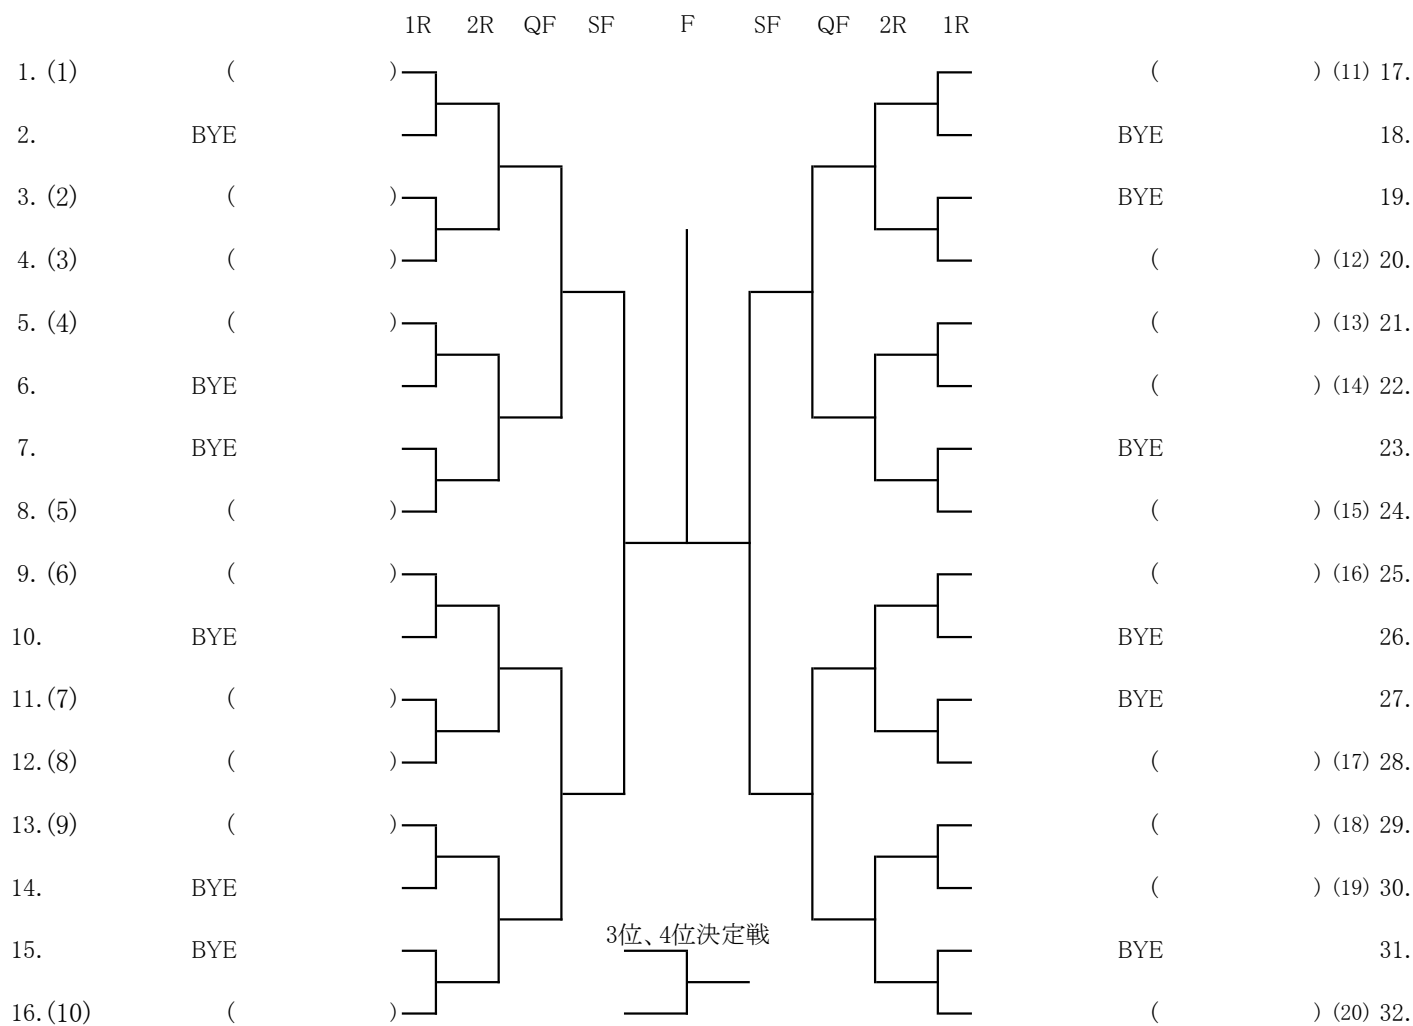 1R 2R QF SF F SF QF 2R 1R
1. (1) ( ) ( ) (11) 17.
2. BYE BYE 18.
3. (2) ( ) BYE 19.
4. (3) ( ) ( ) (12) 20.
5. (4) ( ) ( ) (13) 21.
6. BYE ( ) (14) 22.
7. BYE BYE 23.
8. (5) ( ) ( ) (15) 24.
9. (6) ( ) ( ) (16) 25.
10. BYE BYE 26.
11. (7) ( ) BYE 27.
12. (8) ( ) ( ) (17) 28.
13. (9) ( ) ( ) (18) 29.
14. BYE ( ) (19) 30.
3位、4位決定戦
15. BYE BYE 31.
16. (10) ( ) ( ) (20) 32.